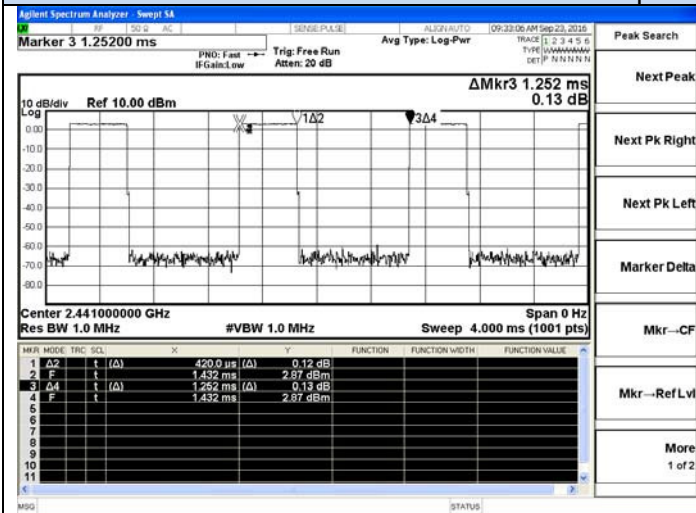 Agilent Spectrum Analyzer - Swept SA
RF 50 Ω AC SENSE:PULSE ALIGN AUTO 09:33:06 AM Sep 23, 2016
Marker 3 1.25200 ms
PNO: Fast Trig: Free Run
IFGain:Low Atten: 20 dB
Avg Type: Log-Pwr
TRACE 1 2 3 4 5 6
TYPE WWWWWW
DET P N N N N N
Peak Search
Next Peak
Next Pk Right
Next Pk Left
Marker Delta
Mkr→CF
Mkr→Ref Lvl
More
1 of 2
ΔMkr3 1.252 ms
0.13 dB
10 dB/div Ref 10.00 dBm
Log
1Δ2
3Δ4
0.00
-10.0
-20.0
-30.0
-40.0
-50.0
-60.0
-70.0
-80.0
Center 2.441000000 GHz Span 0 Hz
Res BW 1.0 MHz #VBW 1.0 MHz Sweep 4.000 ms (1001 pts)
MKR MODE TRC SCL X Y FUNCTION FUNCTION WIDTH FUNCTION VALUE
1 Δ2 t (Δ) 420.0 µs (Δ) 0.12 dB
2 F t 1.432 ms 2.87 dBm
3 Δ4 t (Δ) 1.252 ms (Δ) 0.13 dB
4 F t 1.432 ms 2.87 dBm
5
6
7
8
9
10
11
MSG STATUS